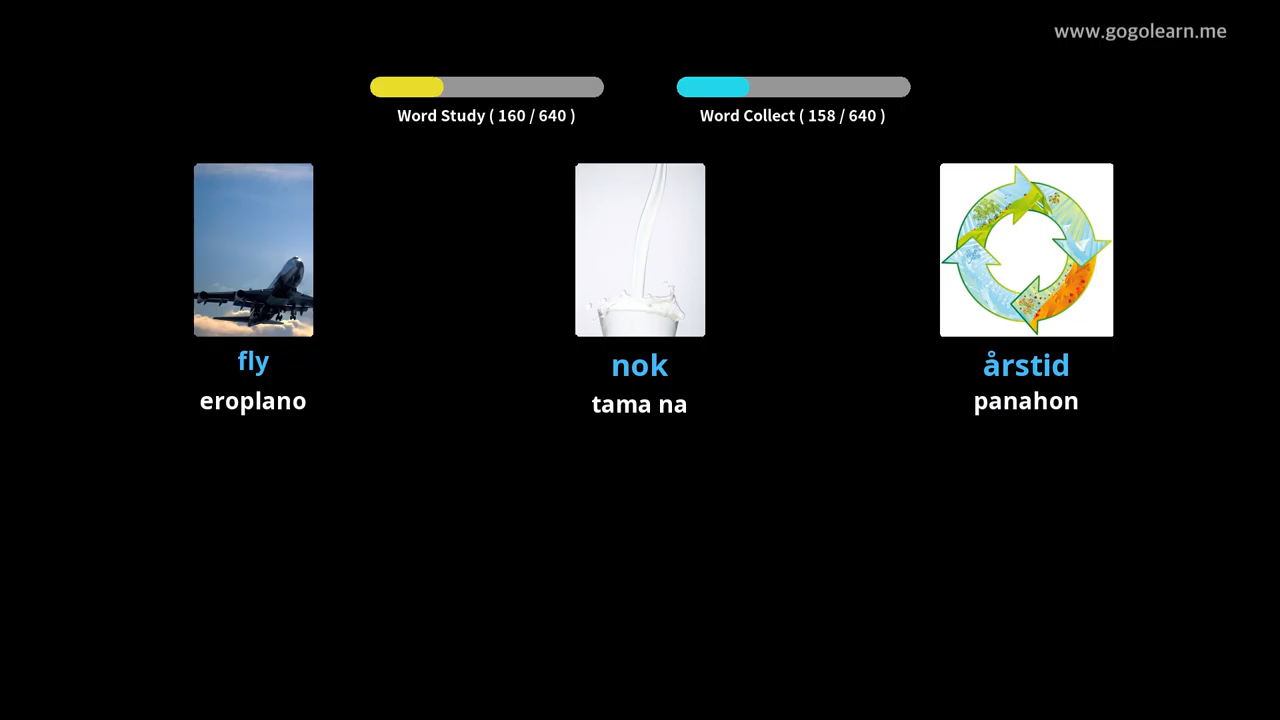 www.gogolearn.me
Word Study ( 160 / 640 )
Word Collect ( 158 / 640 )
fly
eroplano
nok
tama na
årstid
panahon